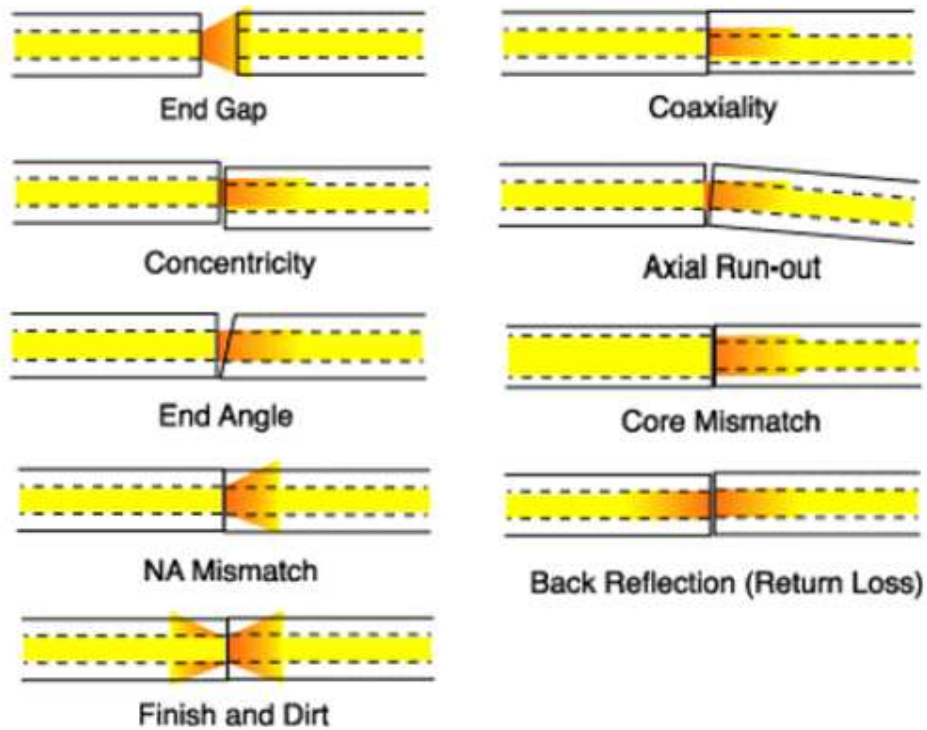 End Gap
Coaxiality
Concentricity
Axial Run-out
End Angle
Core Mismatch
NA Mismatch
Back Reflection (Return Loss)
Finish and Dirt